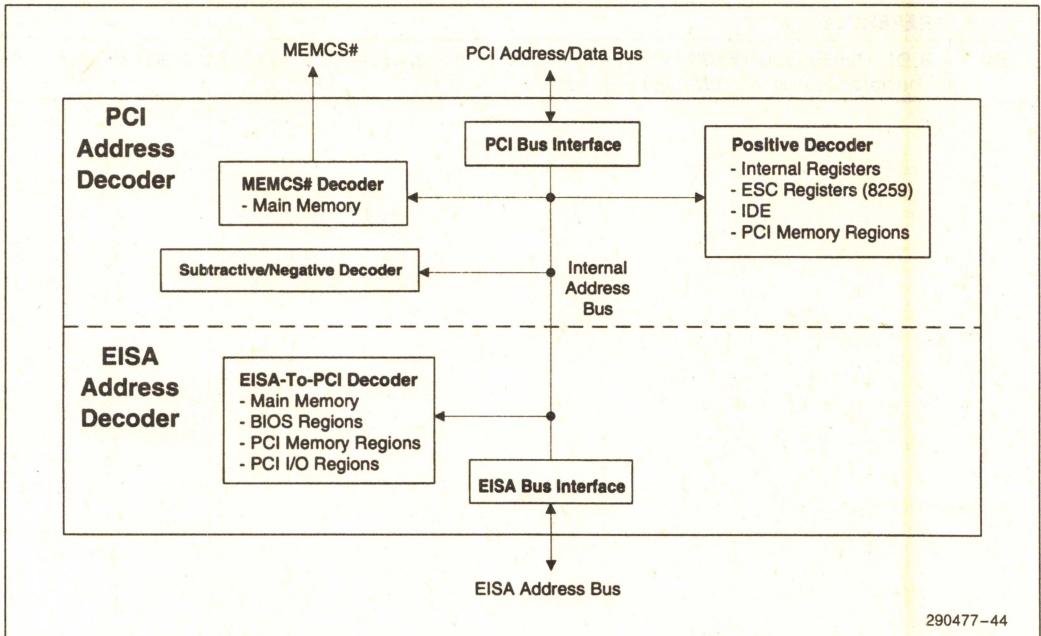 MEMCS#
PCI Address/Data Bus
PCI
Address
Decoder
PCI Bus Interface
MEMCS# Decoder
- Main Memory
Positive Decoder
- Internal Registers
- ESC Registers (8259)
- IDE
- PCI Memory Regions
Subtractive/Negative Decoder
Internal
Address
Bus
EISA
Address
Decoder
EISA-To-PCI Decoder
- Main Memory
- BIOS Regions
- PCI Memory Regions
- PCI I/O Regions
EISA Bus Interface
EISA Address Bus
290477-44